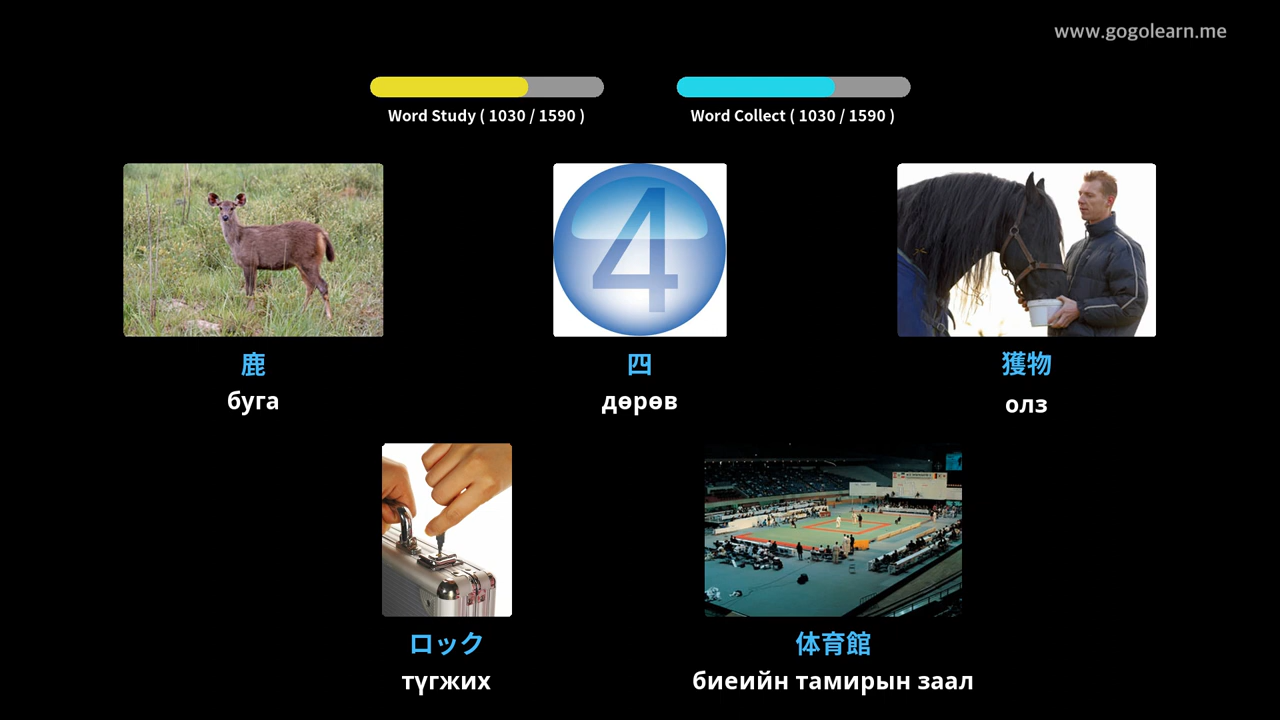 www.gogolearn.me
Word Study ( 1030 / 1590 )
Word Collect ( 1030 / 1590 )
4
鹿
буга
四
дөрөв
獲物
олз
ロック
түгжих
体育館
биеийн тамирын заал